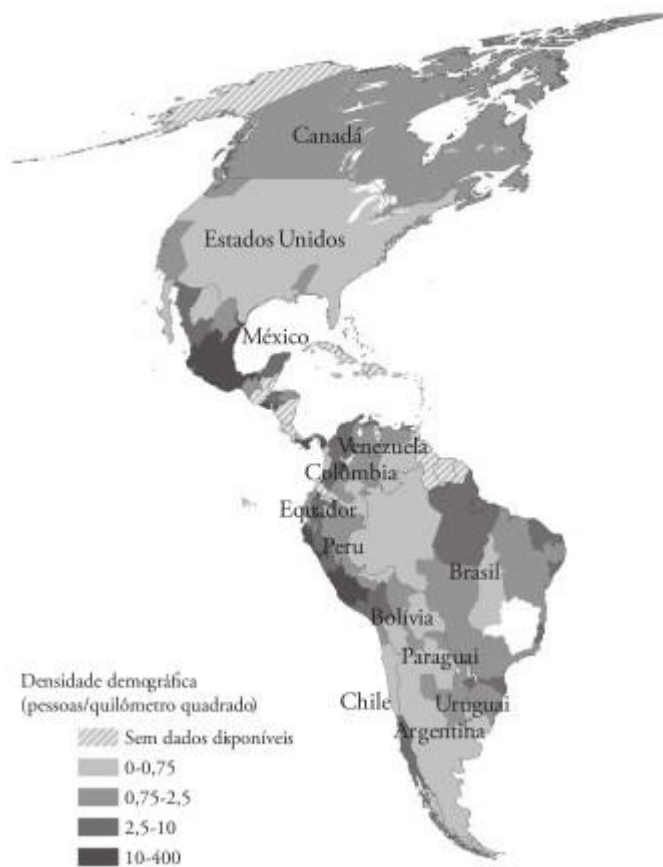 Canadá
Estados Unidos
México
Venezuela
Colômbia
Equador
Peru
Brasil
Bolívia
Paraguai
Chile
Uruguai
Argentina
Densidade demográfica
(pessoas/quilômetro quadrado)
Sem dados disponíveis
0-0,75
0,75-2,5
2,5-10
10-400